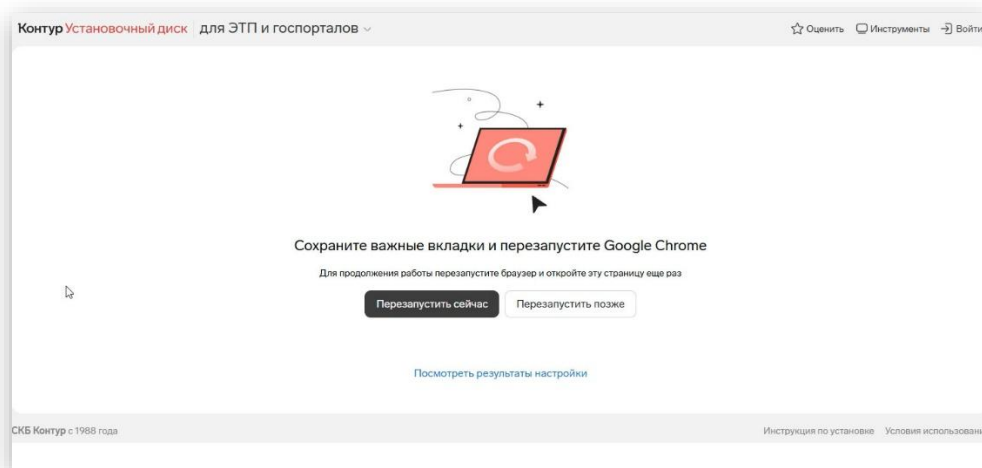 Контур Установочный диск для ЭТП и госпорталов
Оценить Инструменты Войти
Сохраните важные вкладки и перезапустите Google Chrome
Для продолжения работы перезапустите браузер и откройте эту страницу еще раз
Перезапустить сейчас Перезапустить позже
Посмотреть результаты настройки
СКБ Контур с 1988 года
Инструкция по установке Условия использован